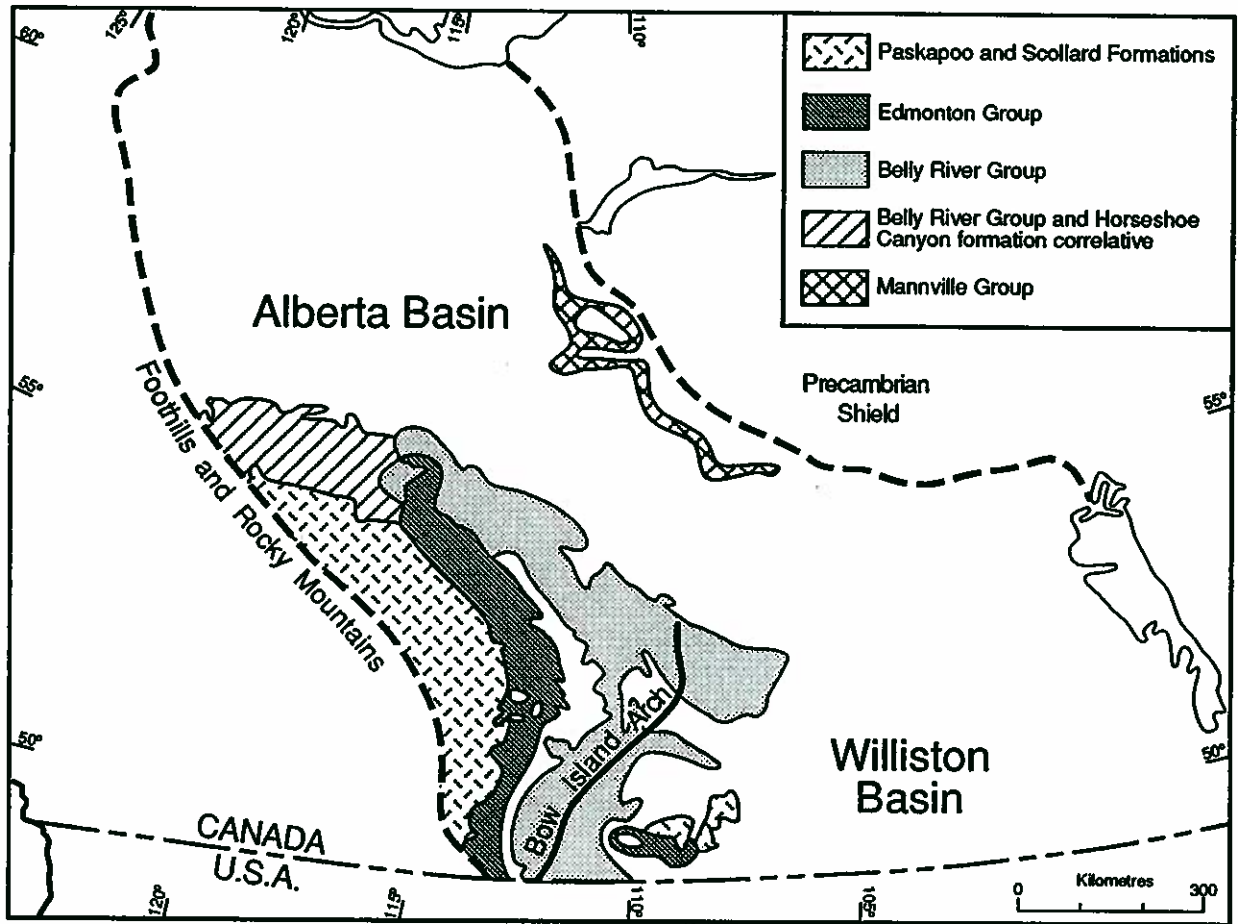 125°
120°
115°
110°
60°
Paskapoo and Scollard Formations
Edmonton Group
Belly River Group
Belly River Group and Horseshoe
Canyon formation correlative
Mannville Group
Alberta Basin
Precambrian
Shield
55°
55°
Foothills and Rocky Mountains
Bow Island Arch
50°
50°
Williston
Basin
CANADA
U.S.A.
120°
115°
110°
105°
0 Kilometres 300